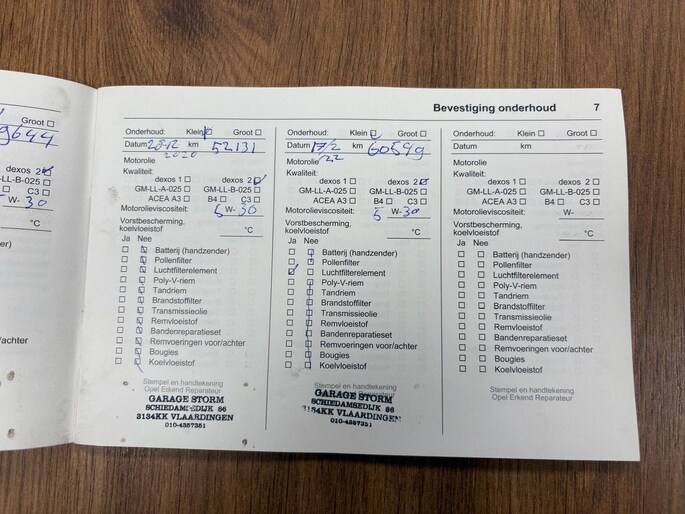 Bevestiging onderhoud 7
Groot
9644
dexos 2
-LL-B-025
C3
W- 30
°C
er)
/achter
Onderhoud: Klein Groot
Datum 28-12 km 52131
2020
Motorolie
Kwaliteit:
dexos 1 dexos 2
GM-LL-A-025 GM-LL-B-025
ACEA A3 B4 C3
Motorolieviscositeit: 5 W- 30
Vorstbescherming,
koelvloeistof °C
Ja Nee
Batterij (handzender)
Pollenfilter
Luchtfilterelement
Poly-V-riem
Tandriem
Brandstoffilter
Transmissieolie
Remvloeistof
Bandenreparatieset
Remvoeringen voor/achter
Bougies
Koelvloeistof
Stempel en handtekening
Opel Erkend Reparateur
GARAGE STORM
SCHIEDAMSEDIJK 86
3134KK VLAARDINGEN
010-4357351
Onderhoud: Klein Groot
Datum 17/2 km 60549
/22
Motorolie
Kwaliteit:
dexos 1 dexos 2
GM-LL-A-025 GM-LL-B-025
ACEA A3 B4 C3
Motorolieviscositeit: 5 W- 30
Vorstbescherming,
koelvloeistof °C
Ja Nee
Batterij (handzender)
Pollenfilter
Luchtfilterelement
Poly-V-riem
Tandriem
Brandstoffilter
Transmissieolie
Remvloeistof
Bandenreparatieset
Remvoeringen voor/achter
Bougies
Koelvloeistof
Stempel en handtekening
GARAGE STORM
SCHIEDAMSEDIJK 86
3134KK VLAARDINGEN
010-4357351
Onderhoud: Klein Groot
Datum km
Motorolie
Kwaliteit:
dexos 1 dexos 2
GM-LL-A-025 GM-LL-B-025
ACEA A3 B4 C3
Motorolieviscositeit: W-
Vorstbescherming,
koelvloeistof °C
Ja Nee
Batterij (handzender)
Pollenfilter
Luchtfilterelement
Poly-V-riem
Tandriem
Brandstoffilter
Transmissieolie
Remvloeistof
Bandenreparatieset
Remvoeringen voor/achter
Bougies
Koelvloeistof
Stempel en handtekening
Opel Erkend Reparateur